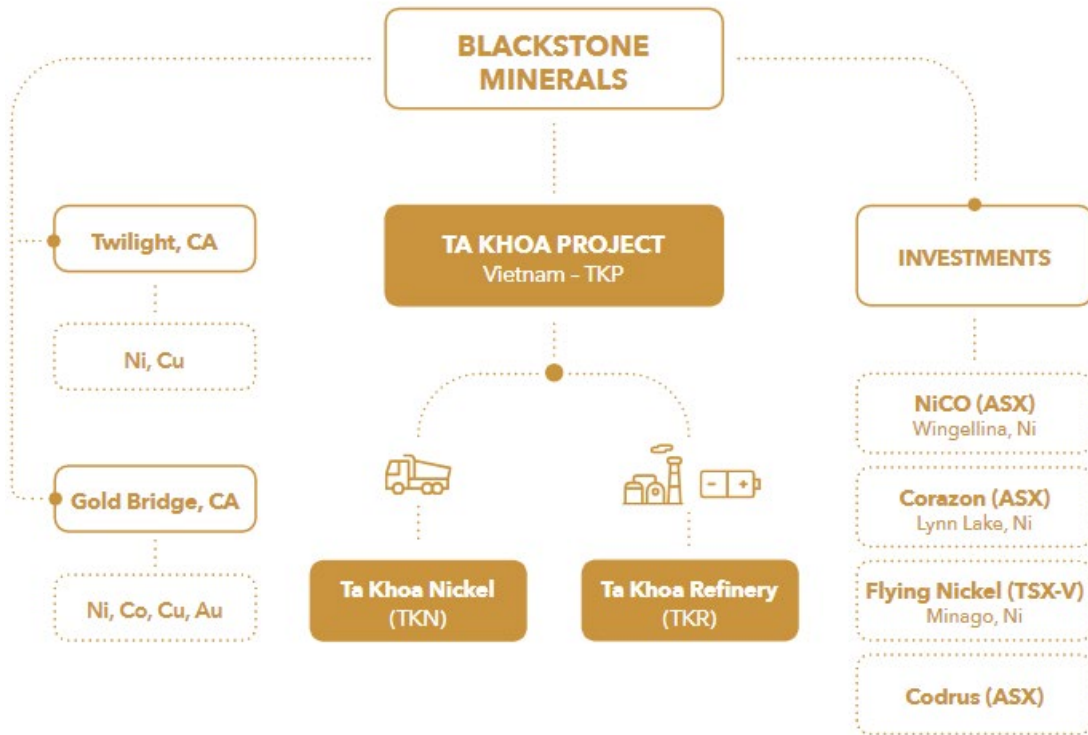 BLACKSTONE
MINERALS
Twilight, CA
Ni, Cu
Gold Bridge, CA
Ni, Co, Cu, Au
TA KHOA PROJECT
Vietnam – TKP
Ta Khoa Nickel
(TKN)
Ta Khoa Refinery
(TKR)
INVESTMENTS
NiCO (ASX)
Wingellina, Ni
Corazon (ASX)
Lynn Lake, Ni
Flying Nickel (TSX-V)
Minago, Ni
Codrus (ASX)